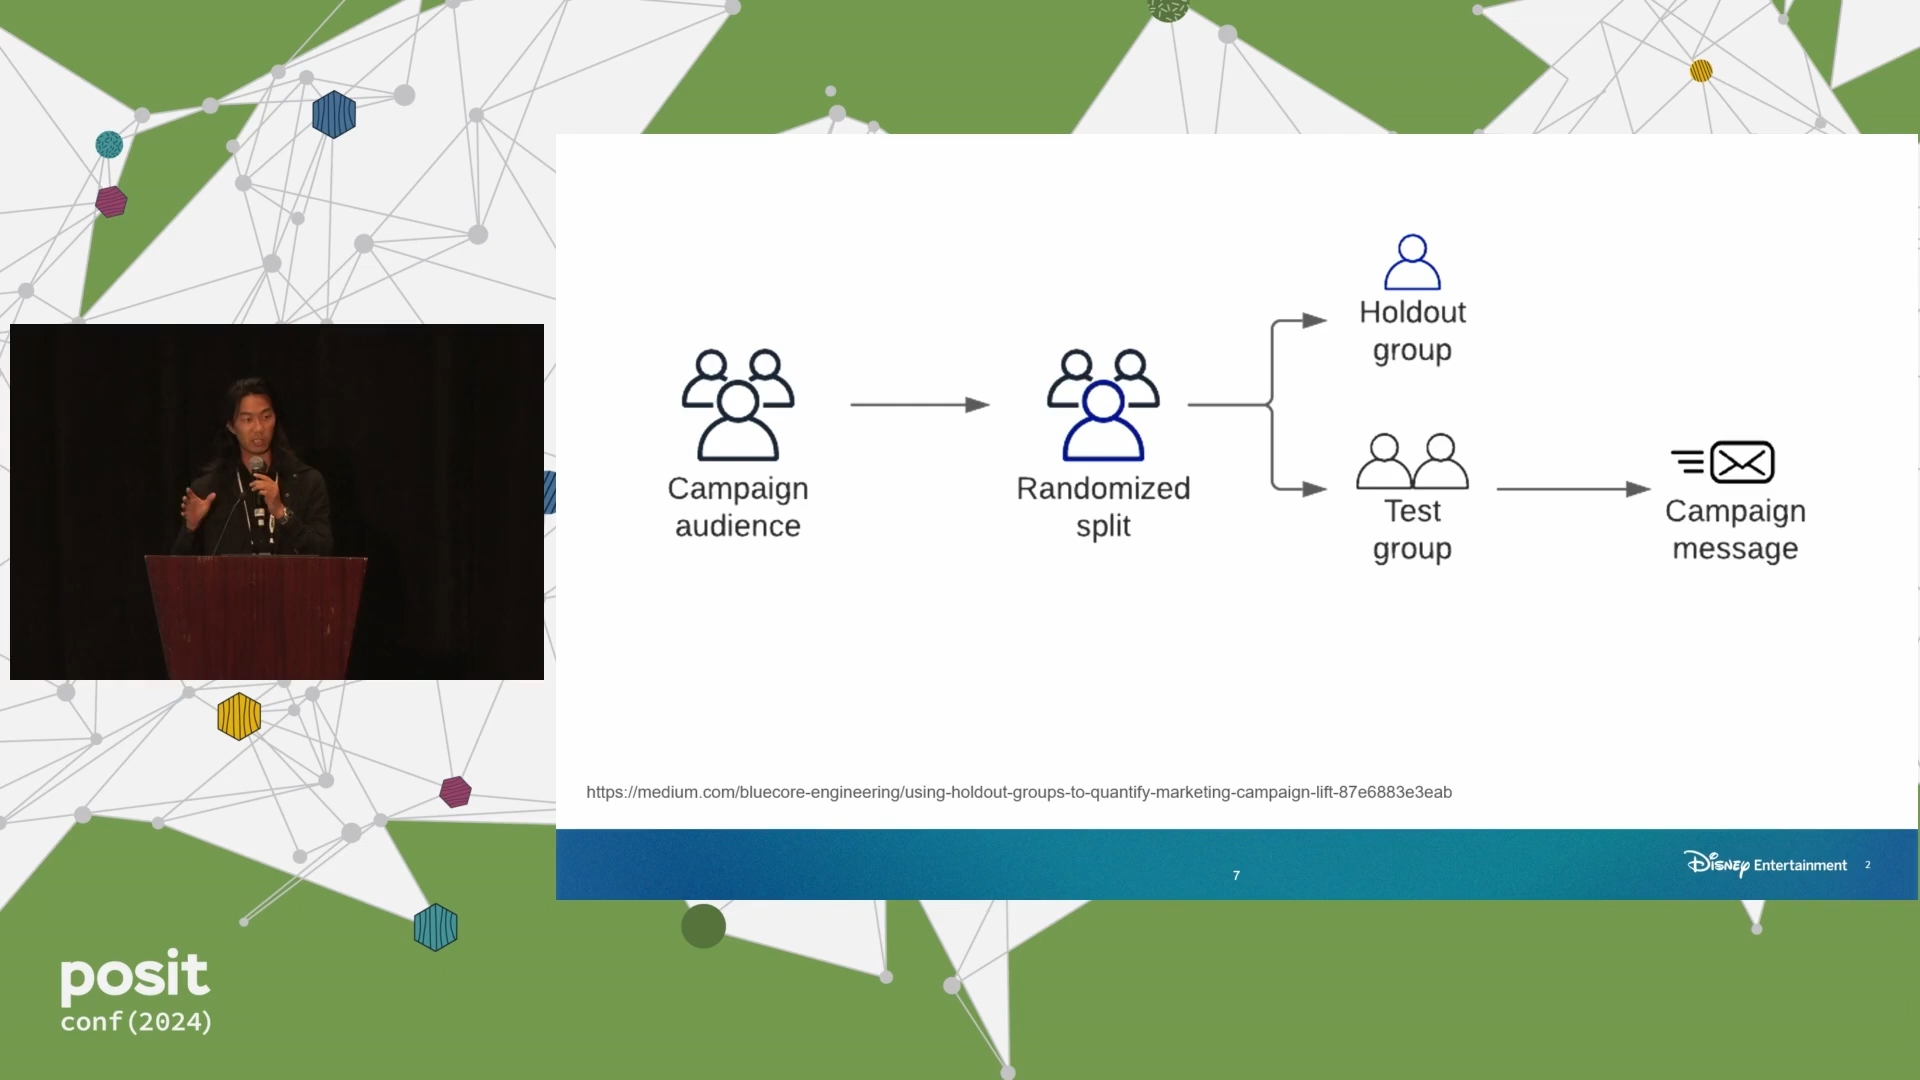 Holdout
group
Campaign
audience
Randomized
split
Test
group
Campaign
message
https://medium.com/bluecore-engineering/using-holdout-groups-to-quantify-marketing-campaign-lift-87e6883e3eab
7
Disney Entertainment
2
posit
conf(2024)